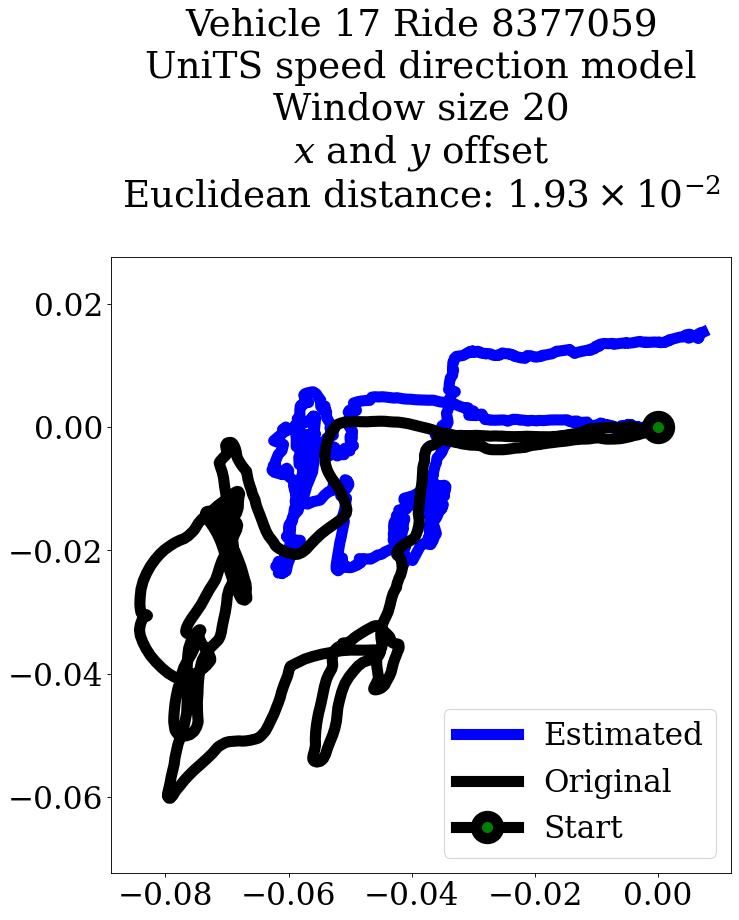 Vehicle 17 Ride 8377059
UniTS speed direction model
Window size 20
x and y offset
Euclidean distance: 1.93 × 10⁻²
0.02
0.00
−0.02
−0.04
−0.06
Estimated
Original
Start
−0.08 −0.06 −0.04 −0.02 0.00